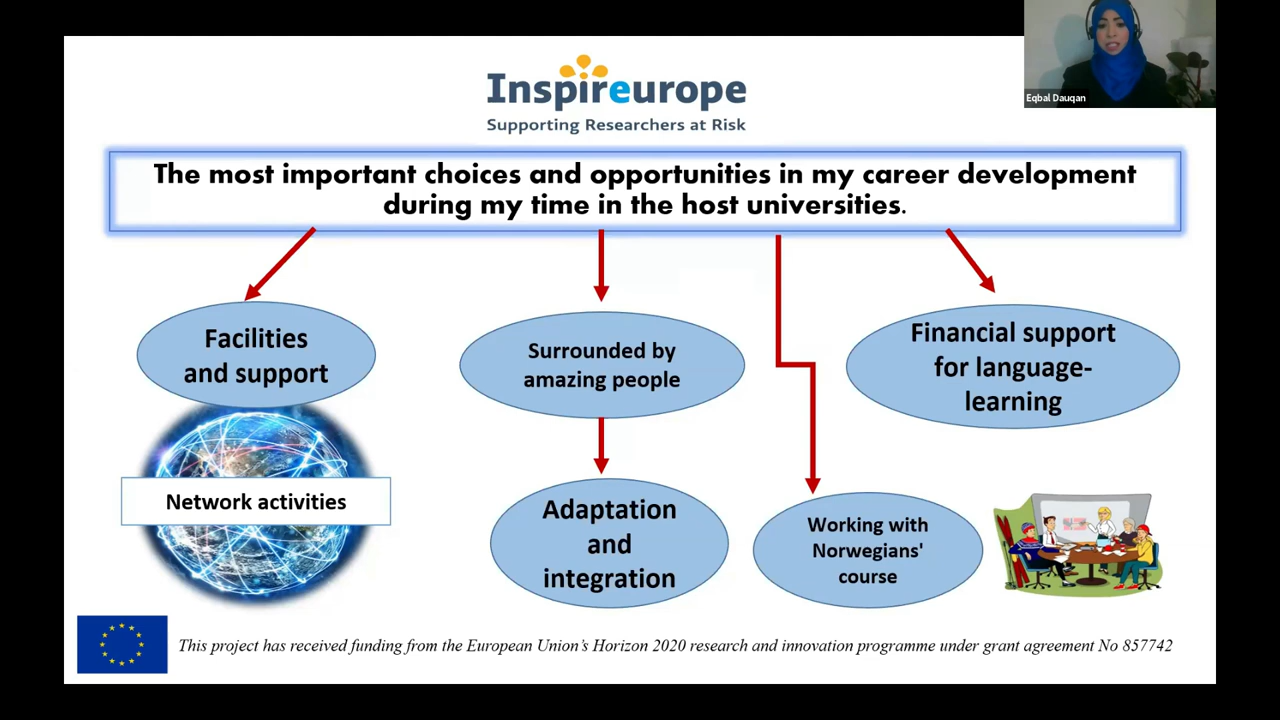 Inspireurope
Supporting Researchers at Risk
Eqbal Dauqan
The most important choices and opportunities in my career development
during my time in the host universities.
Facilities
and support
Network activities
Surrounded by
amazing people
Adaptation
and
integration
Working with
Norwegians'
course
Financial support
for language-
learning
This project has received funding from the European Union's Horizon 2020 research and innovation programme under grant agreement No 857742